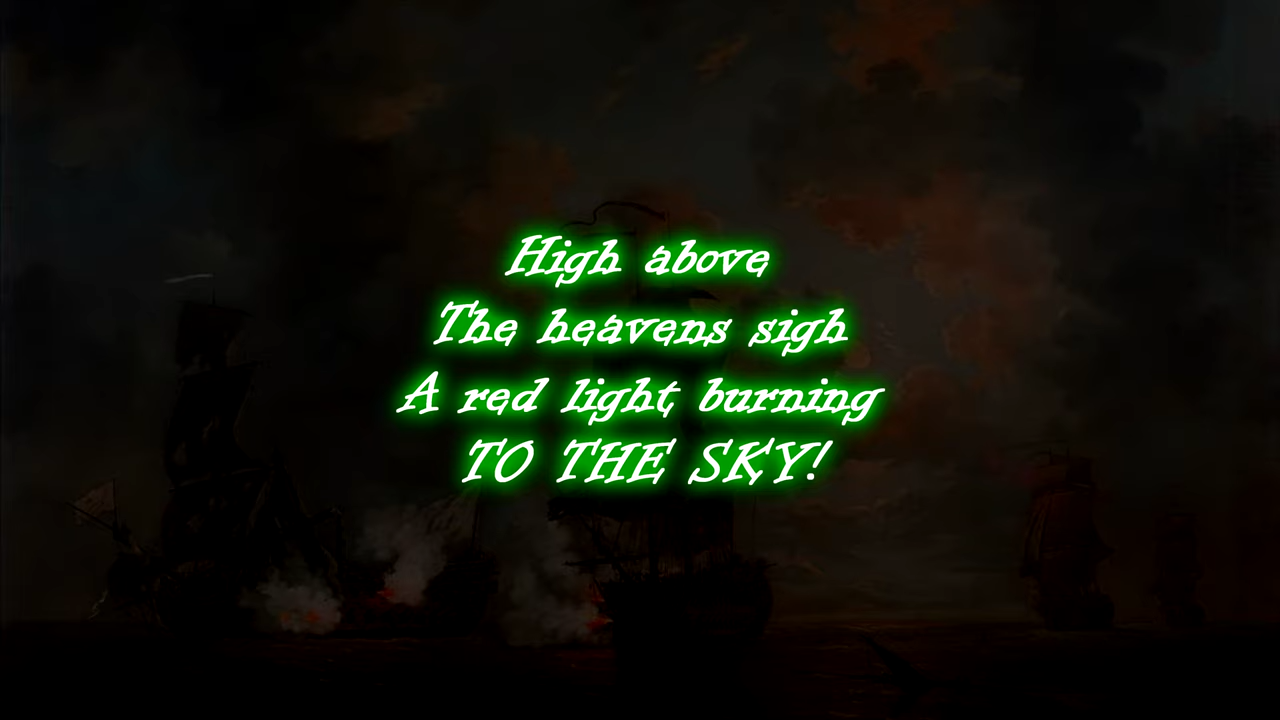 High above
The heavens sigh
A red light burning
TO THE SKY!